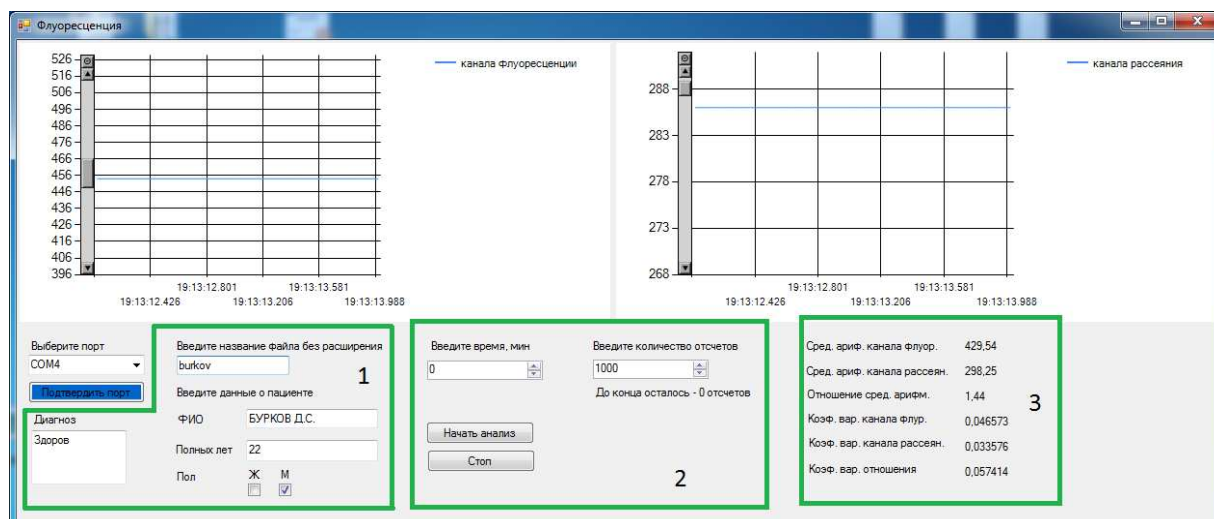 Флуоресценция
526
516
506
496
486
476
466
456
446
436
426
416
406
396
19:13:12.801 19:13:13.581
19:13:12.426 19:13:13.206 19:13:13.988
канала флуоресценции
288
283
278
273
268
19:13:12.801 19:13:13.581
19:13:12.426 19:13:13.206 19:13:13.988
канала рассеяния
Выберите порт
COM4
Подтвердить порт
Диагноз
Здоров
Введите название файла без расширения
burkov
1
Введите данные о пациенте
ФИО БУРКОВ Д.С.
Полных лет 22
Пол Ж М
Введите время, мин
0
Введите количество отсчетов
1000
До конца осталось - 0 отсчетов
Начать анализ
Стоп
2
Сред. ариф. канала флуор. 429,54
Сред. ариф. канала рассеян. 298,25
Отношение сред. арифм. 1,44
3
Коэф. вар. канала флур. 0,046573
Коэф. вар. канала рассеян. 0,033576
Коэф. вар. отношения 0,057414